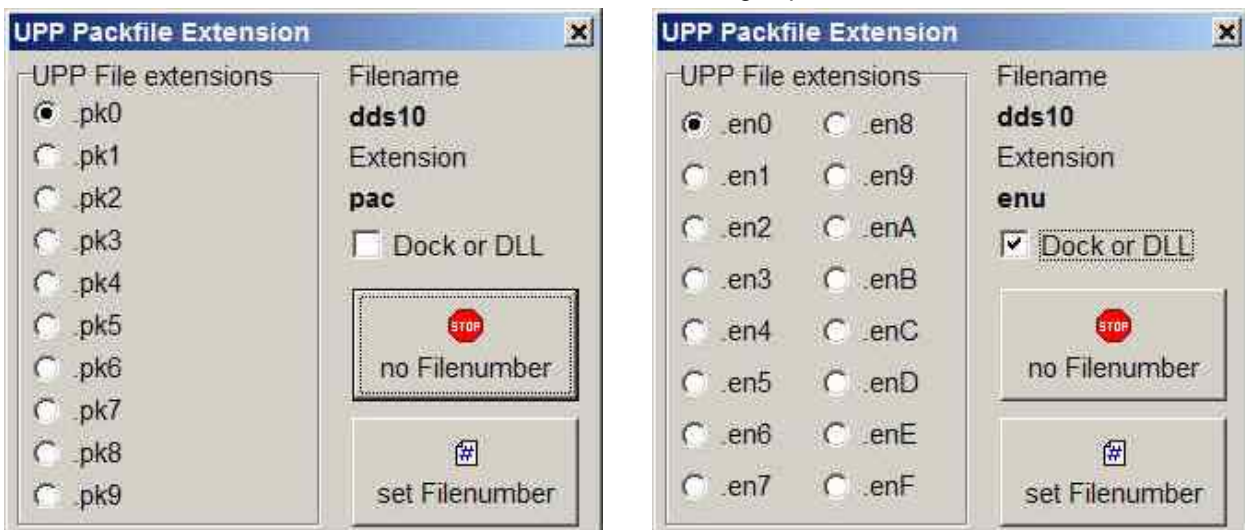 UPP Packfile Extension
UPP File extensions
.pk0
.pk1
.pk2
.pk3
.pk4
.pk5
.pk6
.pk7
.pk8
.pk9
Filename
dds10
Extension
pac
Dock or DLL
STOP
no Filenumber
#
set Filenumber
UPP Packfile Extension
UPP File extensions
.en0 .en8
.en1 .en9
.en2 .enA
.en3 .enB
.en4 .enC
.en5 .enD
.en6 .enE
.en7 .enF
Filename
dds10
Extension
enu
Dock or DLL
STOP
no Filenumber
#
set Filenumber